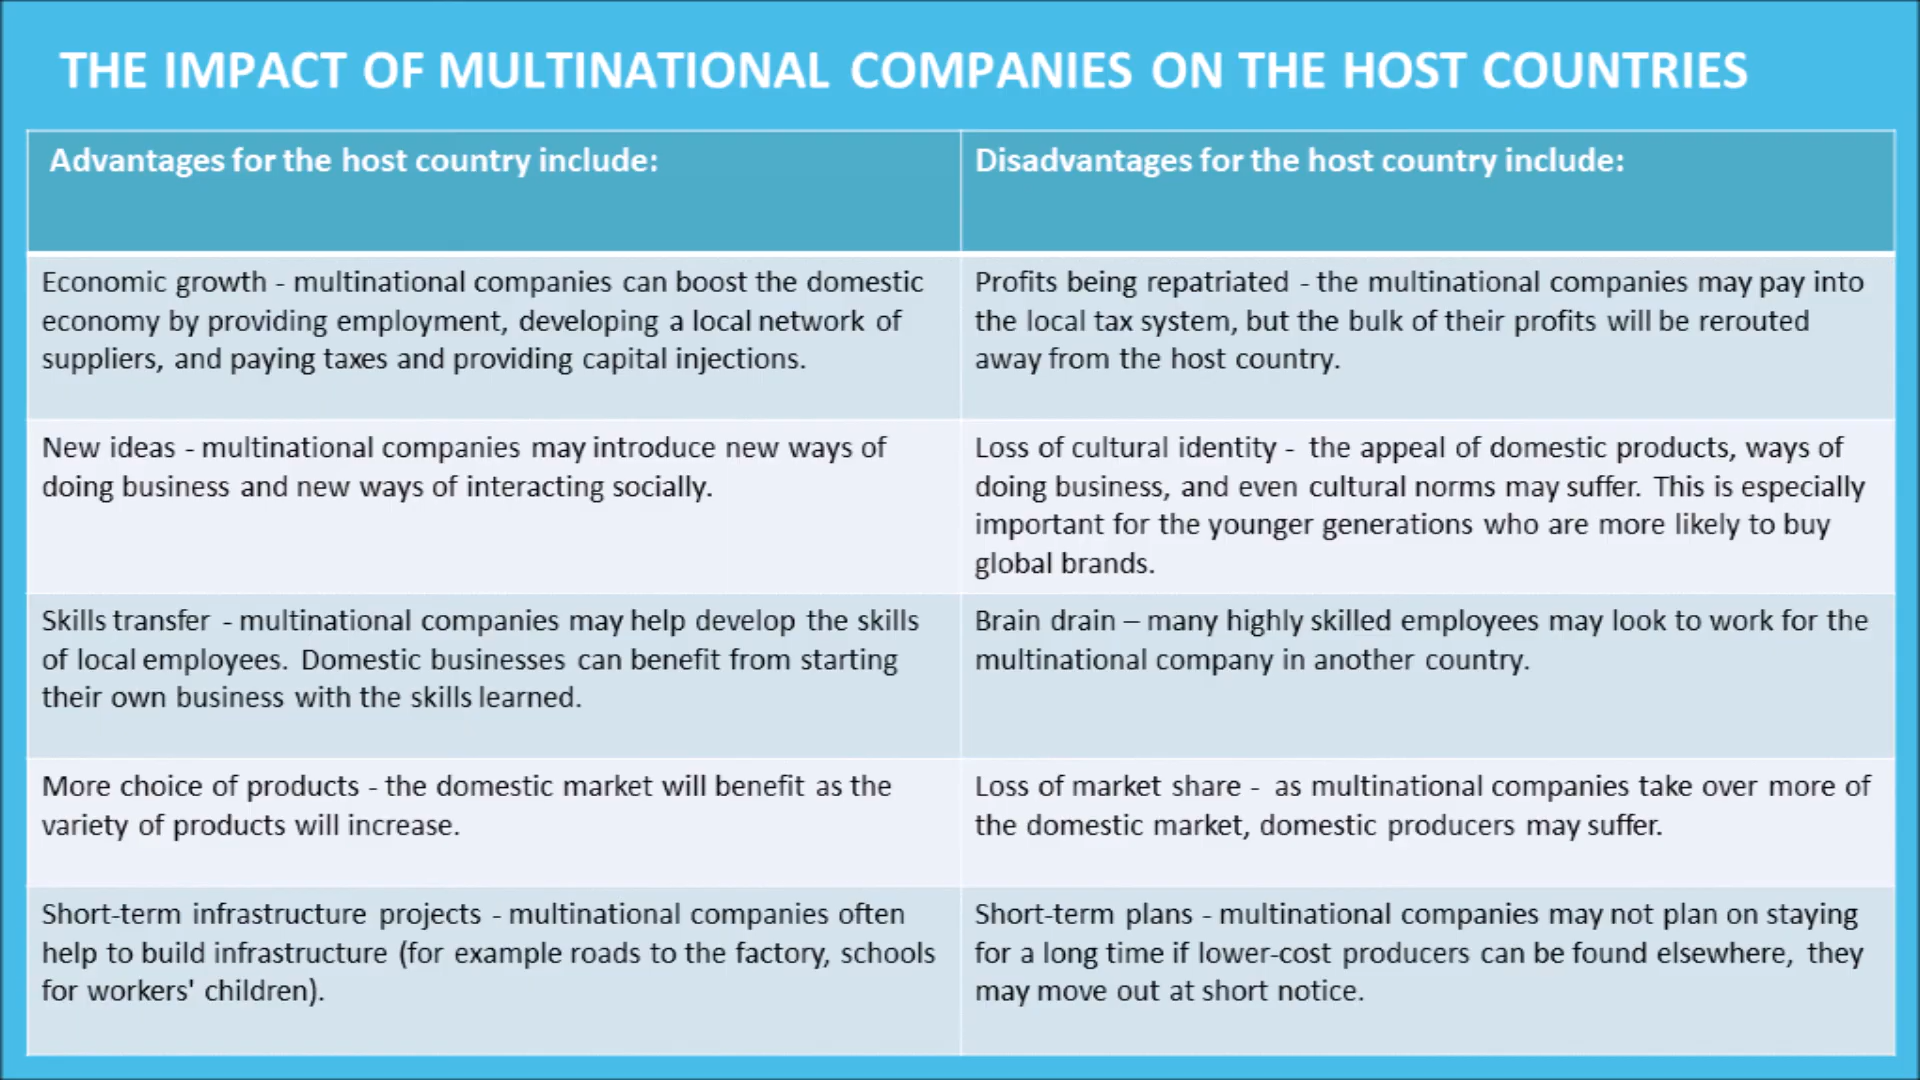 THE IMPACT OF MULTINATIONAL COMPANIES ON THE HOST COUNTRIES
Advantages for the host country include:
Disadvantages for the host country include:
Economic growth - multinational companies can boost the domestic
economy by providing employment, developing a local network of
suppliers, and paying taxes and providing capital injections.
Profits being repatriated - the multinational companies may pay into
the local tax system, but the bulk of their profits will be rerouted
away from the host country.
New ideas - multinational companies may introduce new ways of
doing business and new ways of interacting socially.
Loss of cultural identity - the appeal of domestic products, ways of
doing business, and even cultural norms may suffer. This is especially
important for the younger generations who are more likely to buy
global brands.
Skills transfer - multinational companies may help develop the skills
of local employees. Domestic businesses can benefit from starting
their own business with the skills learned.
Brain drain – many highly skilled employees may look to work for the
multinational company in another country.
More choice of products - the domestic market will benefit as the
variety of products will increase.
Loss of market share - as multinational companies take over more of
the domestic market, domestic producers may suffer.
Short-term infrastructure projects - multinational companies often
help to build infrastructure (for example roads to the factory, schools
for workers' children).
Short-term plans - multinational companies may not plan on staying
for a long time if lower-cost producers can be found elsewhere, they
may move out at short notice.